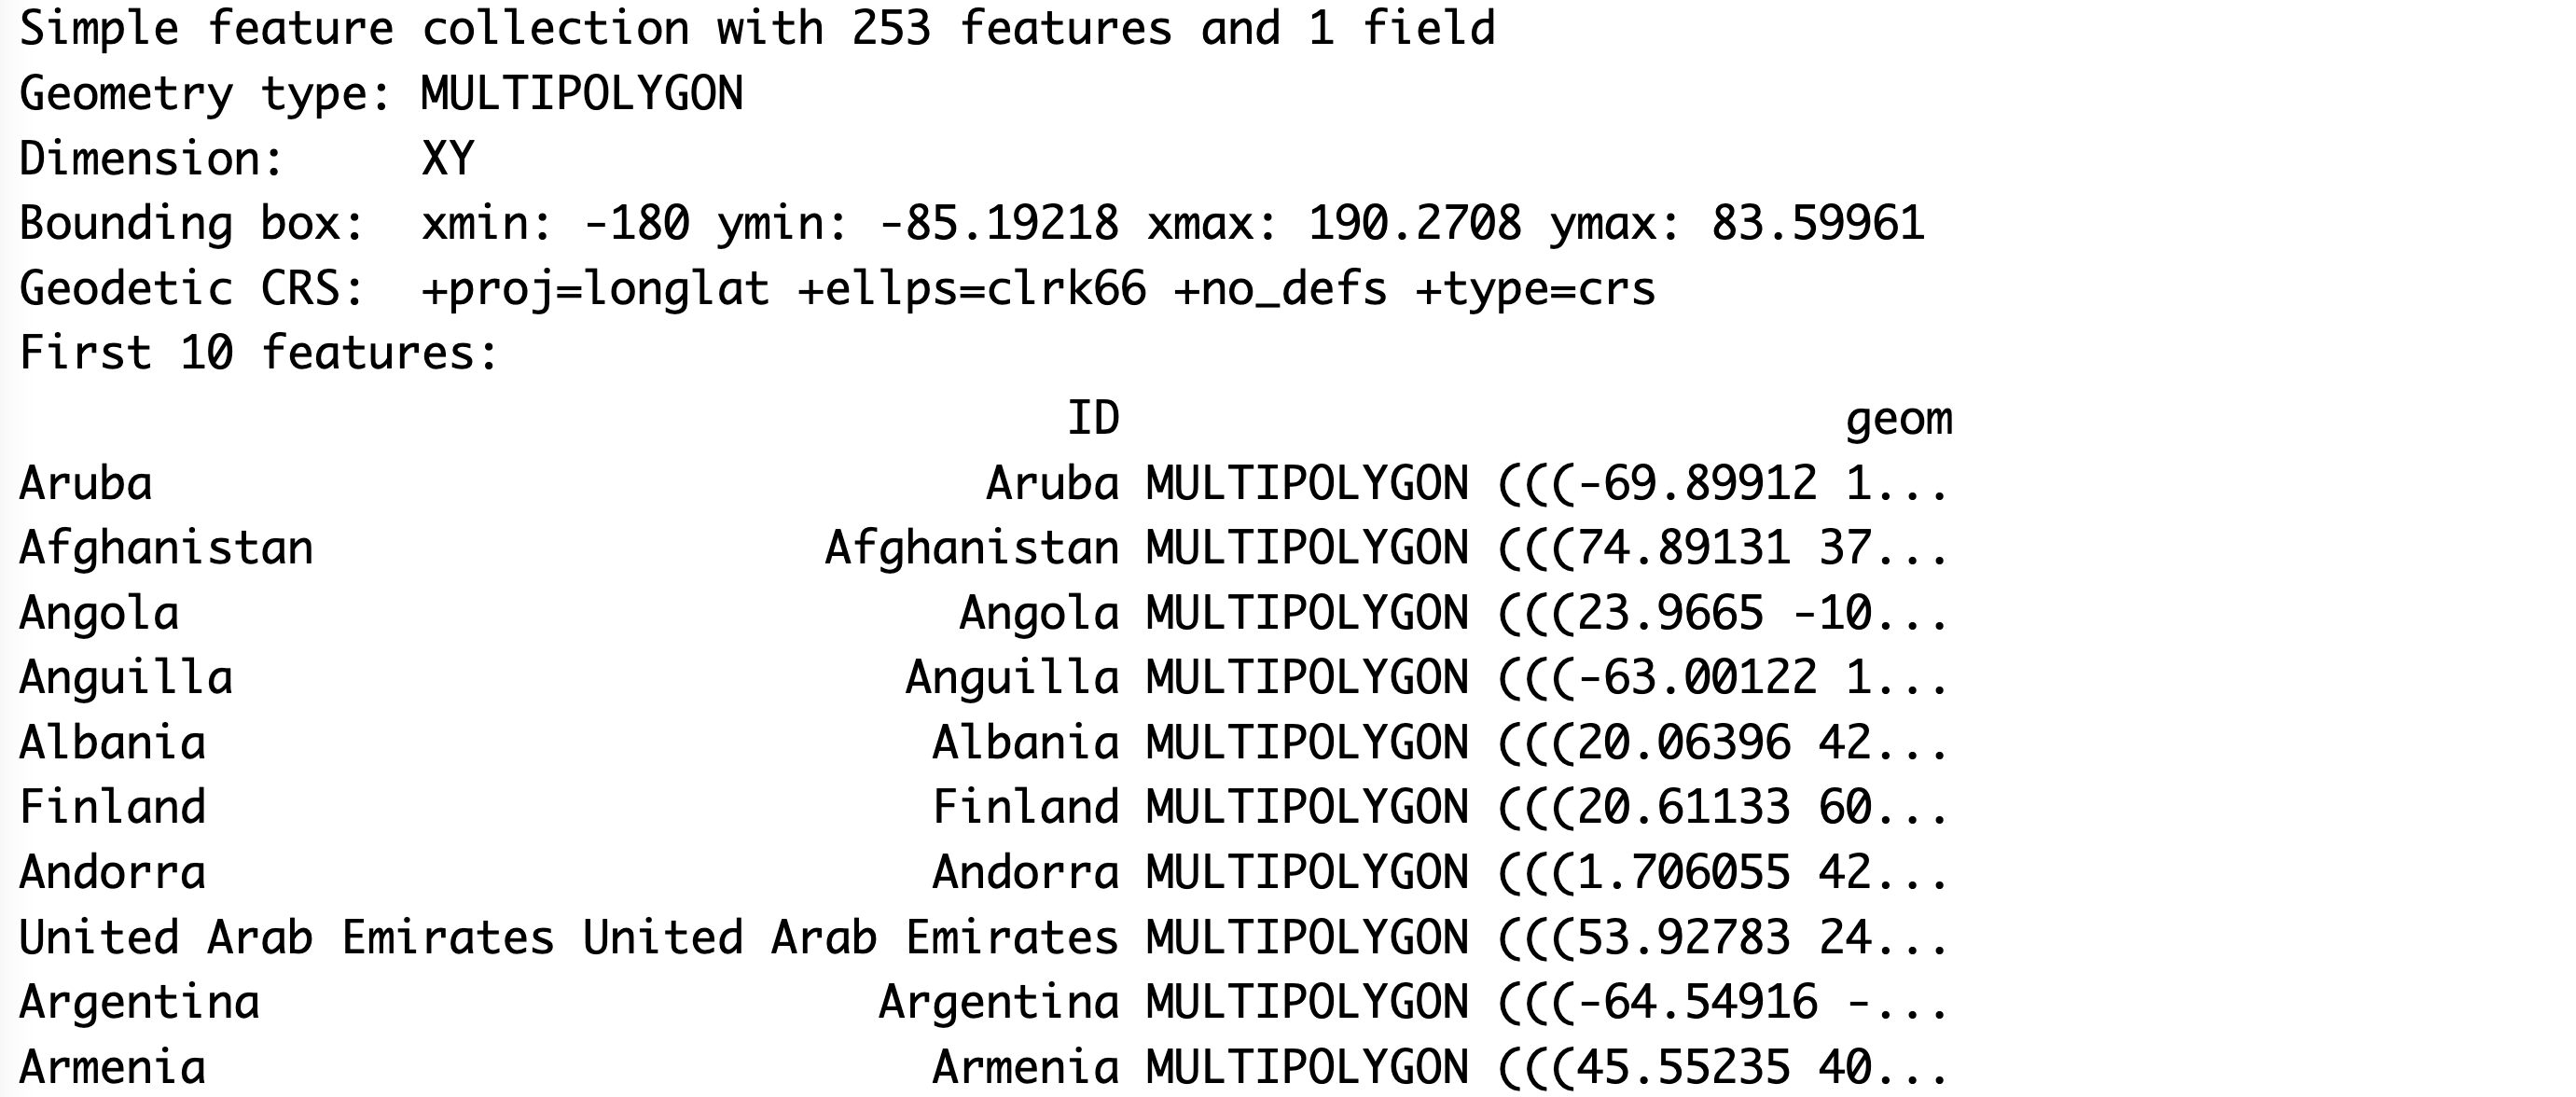 Simple feature collection with 253 features and 1 field
Geometry type: MULTIPOLYGON
Dimension:     XY
Bounding box:  xmin: -180 ymin: -85.19218 xmax: 190.2708 ymax: 83.59961
Geodetic CRS:  +proj=longlat +ellps=clrk66 +no_defs +type=crs
First 10 features:
                                       ID                           geom
Aruba                               Aruba MULTIPOLYGON (((-69.89912 1...
Afghanistan                   Afghanistan MULTIPOLYGON (((74.89131 37...
Angola                             Angola MULTIPOLYGON (((23.9665 -10...
Anguilla                         Anguilla MULTIPOLYGON (((-63.00122 1...
Albania                           Albania MULTIPOLYGON (((20.06396 42...
Finland                           Finland MULTIPOLYGON (((20.61133 60...
Andorra                           Andorra MULTIPOLYGON (((1.706055 42...
United Arab Emirates United Arab Emirates MULTIPOLYGON (((53.92783 24...
Argentina                       Argentina MULTIPOLYGON (((-64.54916 -...
Armenia                           Armenia MULTIPOLYGON (((45.55235 40...